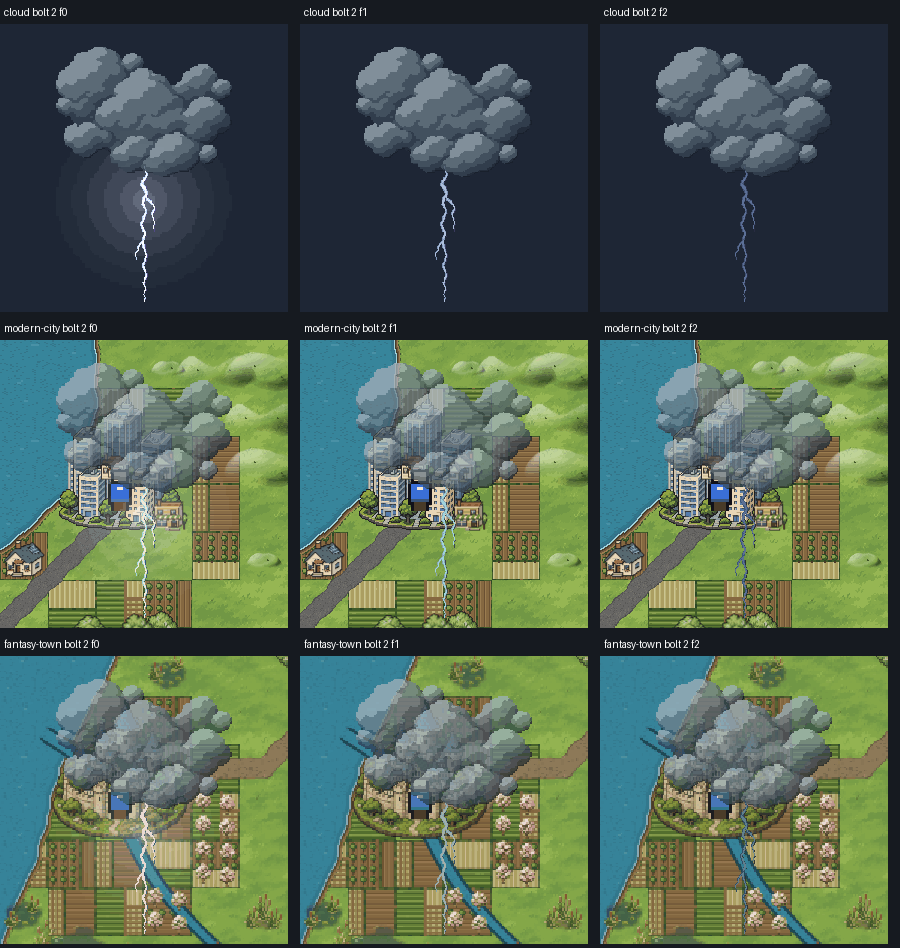 cloud bolt 2 f0
cloud bolt 2 f1
cloud bolt 2 f2
modern-city bolt 2 f0
modern-city bolt 2 f1
modern-city bolt 2 f2
fantasy-town bolt 2 f0
fantasy-town bolt 2 f1
fantasy-town bolt 2 f2